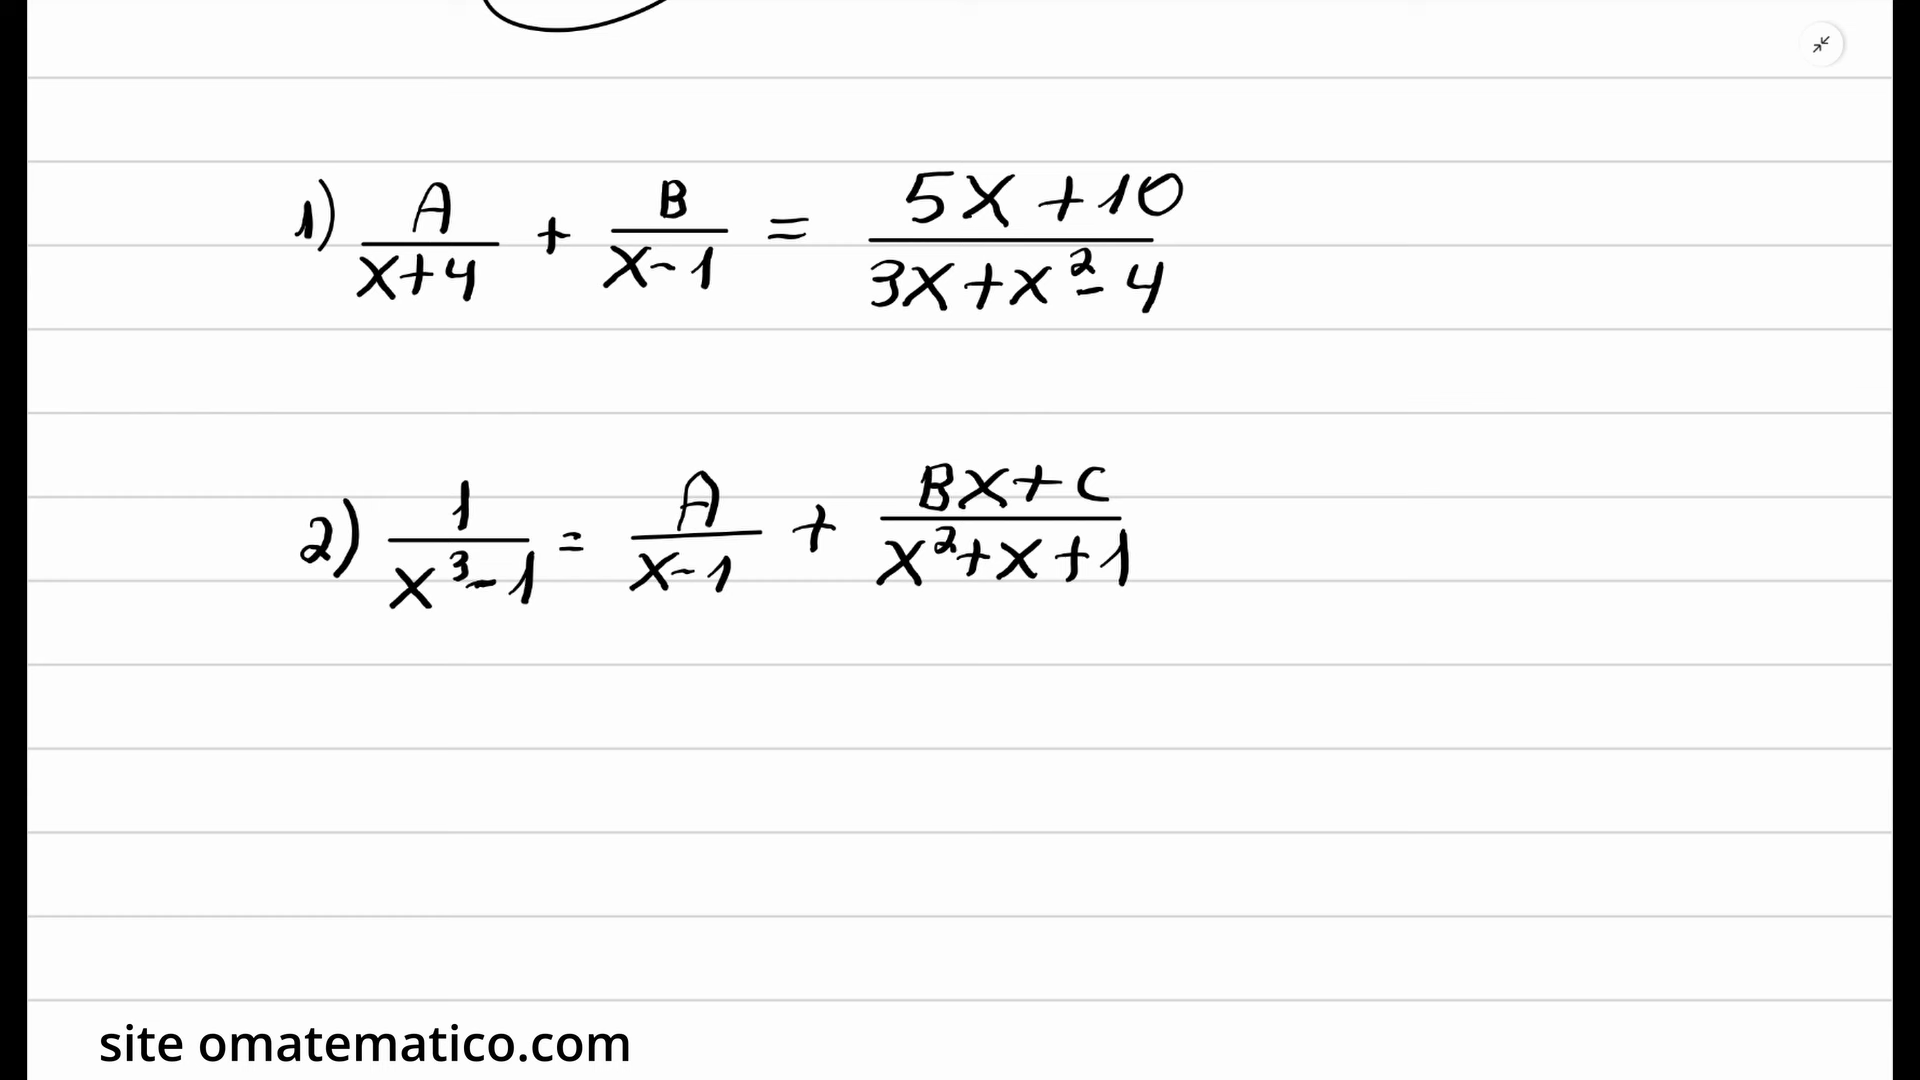 1) A/(x+4) + B/(x-1) = (5x+10)/(3x+x²-4)
2) 1/(x³-1) = A/(x-1) + (Bx+C)/(x²+x+1)
site omatematico.com